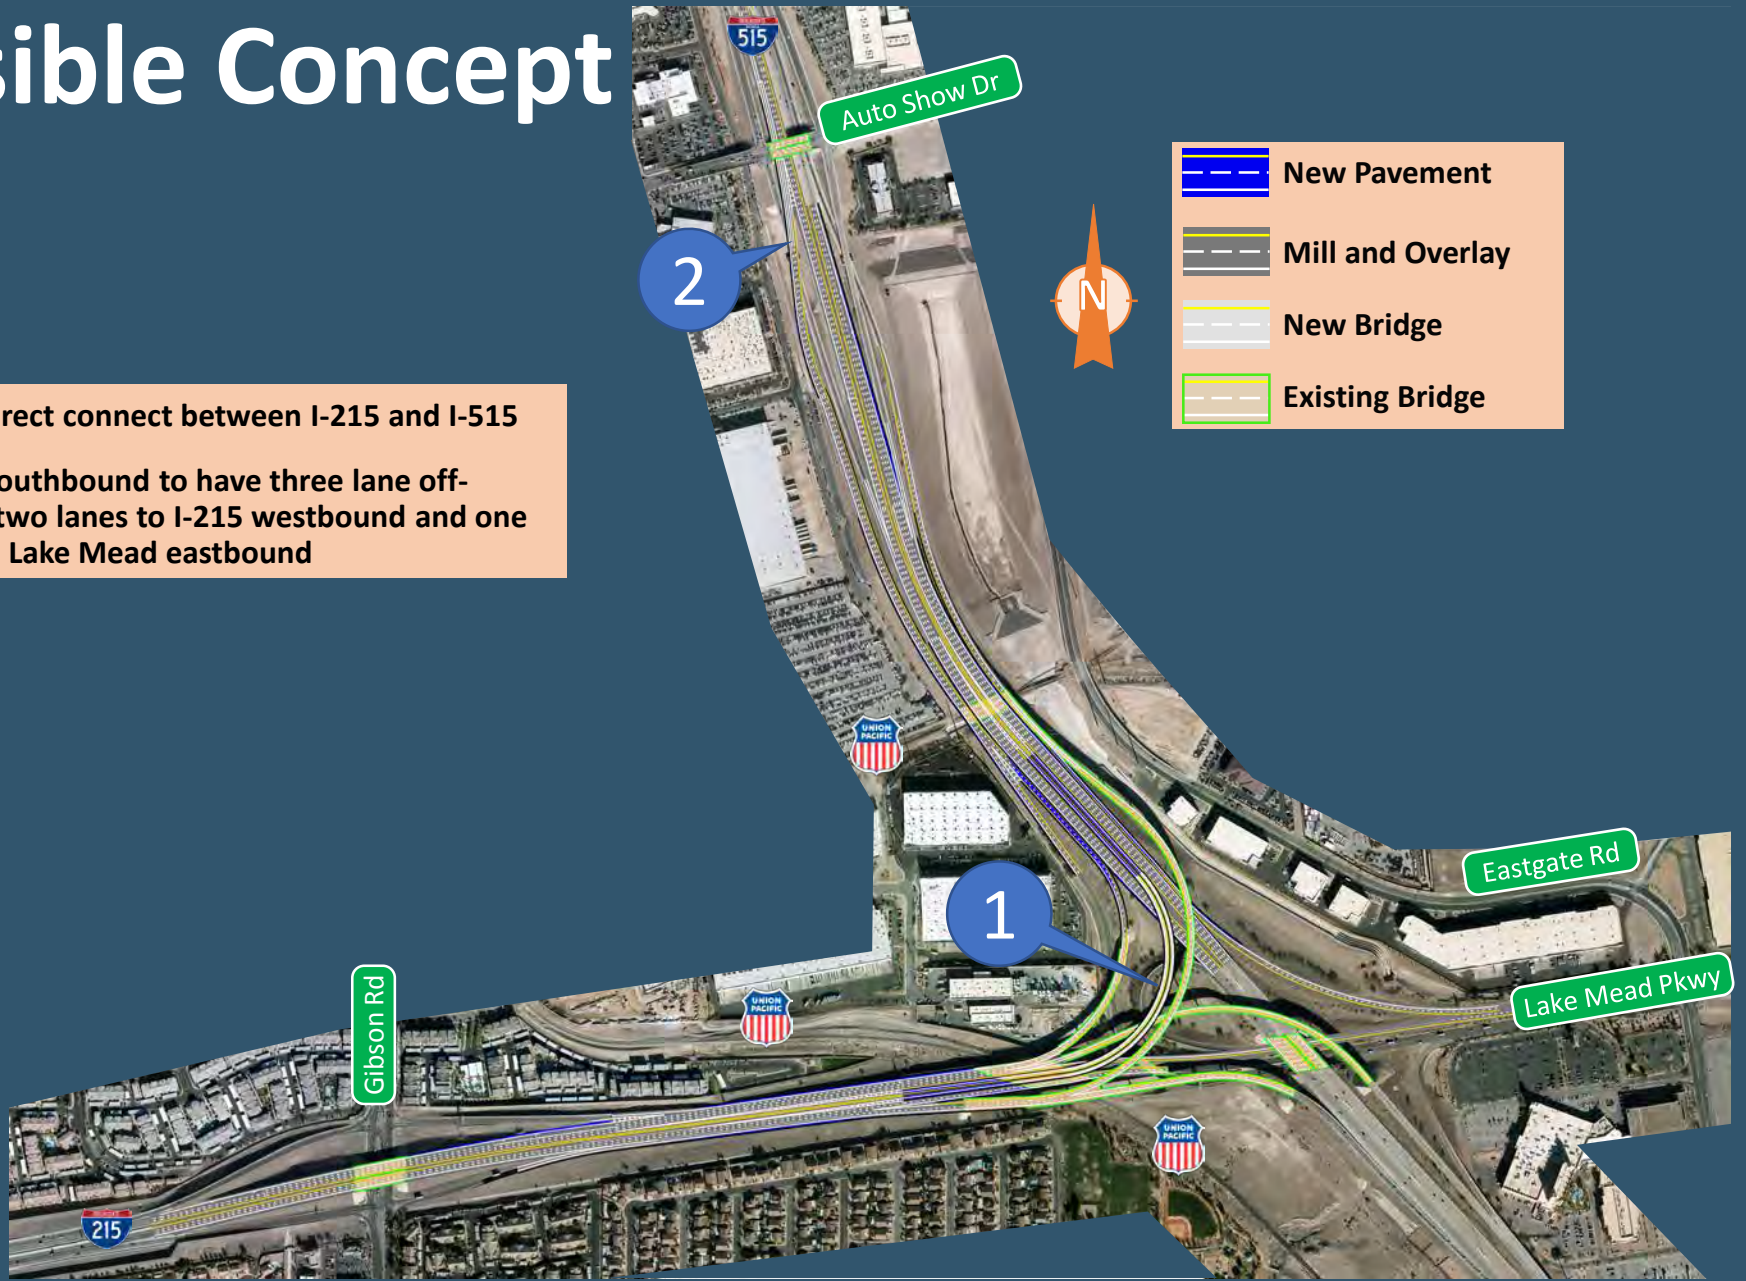 sible Concept
515
Auto Show Dr
New Pavement
Mill and Overlay
New Bridge
Existing Bridge
N
2
rect connect between I-215 and I-515
outhbound to have three lane off-
two lanes to I-215 westbound and one
Lake Mead eastbound
UNION
PACIFIC
Eastgate Rd
1
Lake Mead Pkwy
Gibson Rd
UNION
PACIFIC
UNION
PACIFIC
215